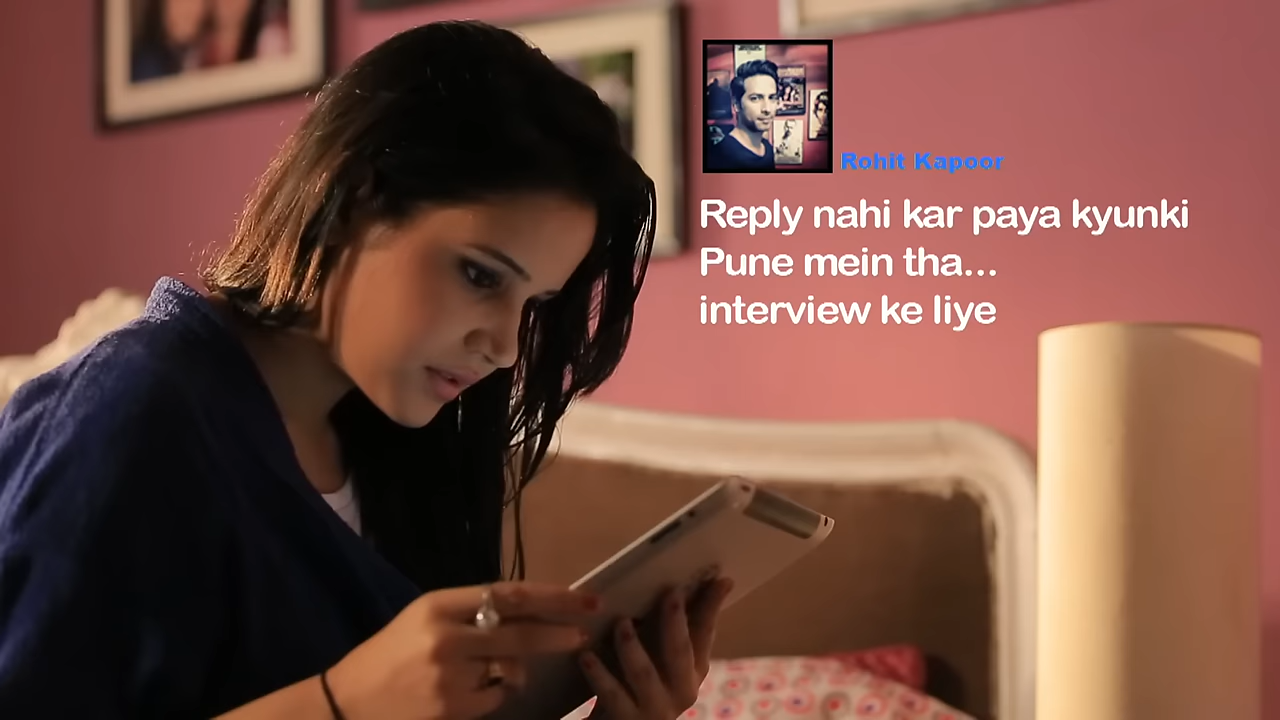 Rohit Kapoor
Reply nahi kar paya kyunki
Pune mein tha...
interview ke liye